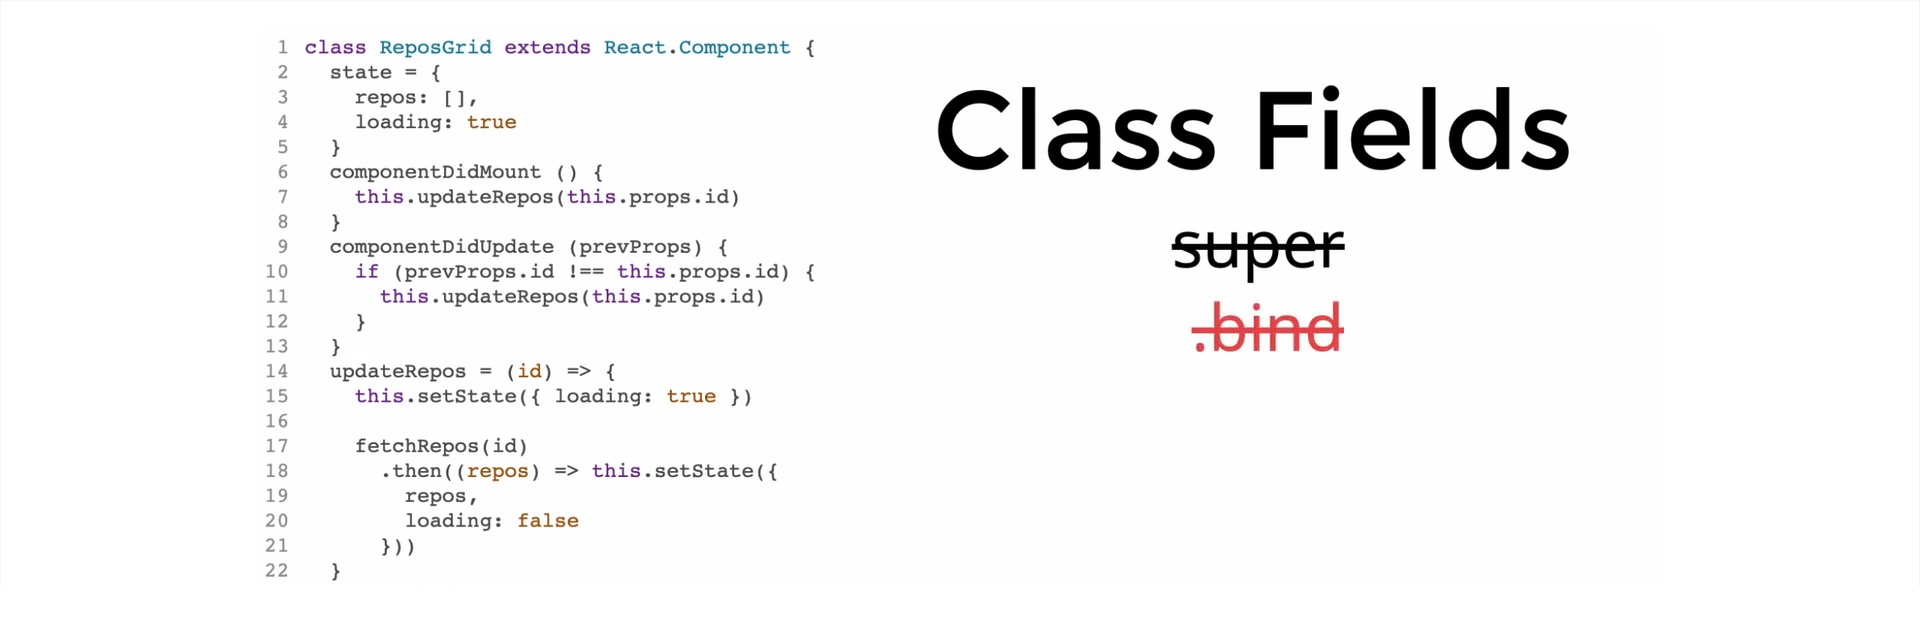 1 class ReposGrid extends React.Component {
2   state = {
3     repos: [],
4     loading: true
5   }
6   componentDidMount () {
7     this.updateRepos(this.props.id)
8   }
9   componentDidUpdate (prevProps) {
10     if (prevProps.id !== this.props.id) {
11       this.updateRepos(this.props.id)
12     }
13   }
14   updateRepos = (id) => {
15     this.setState({ loading: true })
16
17     fetchRepos(id)
18       .then((repos) => this.setState({
19         repos,
20         loading: false
21       }))
22   }
Class Fields
super
.bind